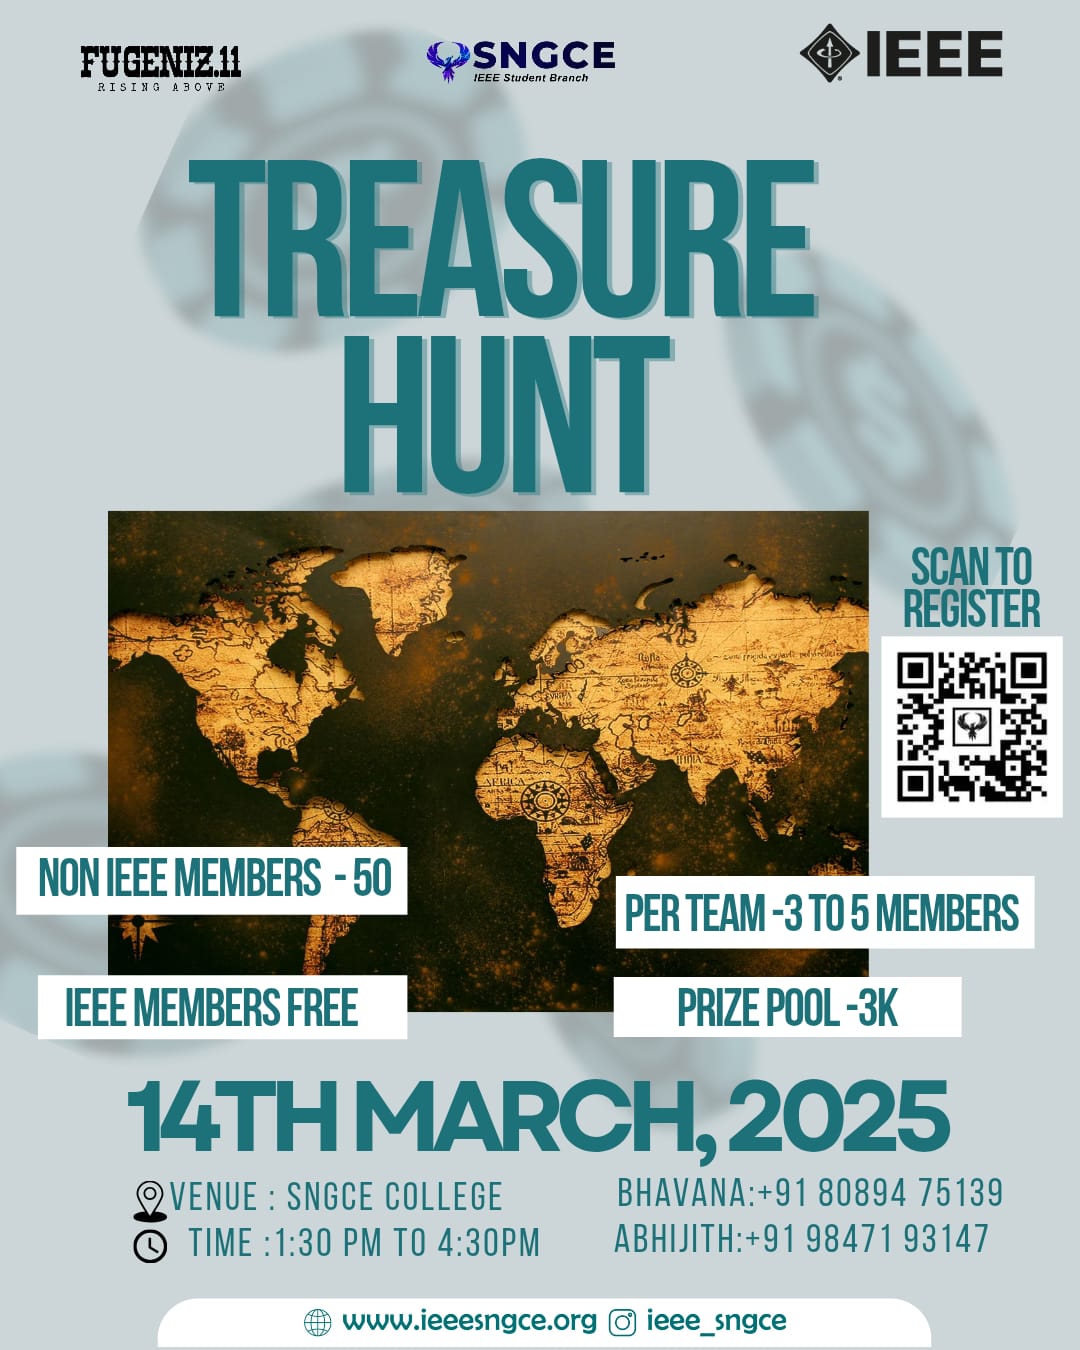 FUGENIZ.11
RISING ABOVE
SNGCE
IEEE Student Branch
IEEE
TREASURE
HUNT
SCAN TO
REGISTER
AFRICA
INDIA
NON IEEE MEMBERS - 50
PER TEAM -3 TO 5 MEMBERS
IEEE MEMBERS FREE
PRIZE POOL -3K
14TH MARCH, 2025
VENUE : SNGCE COLLEGE
TIME :1:30 PM TO 4:30PM
BHAVANA:+91 80894 75139
ABHIJITH:+91 98471 93147
www.ieeesngce.org
ieee_sngce